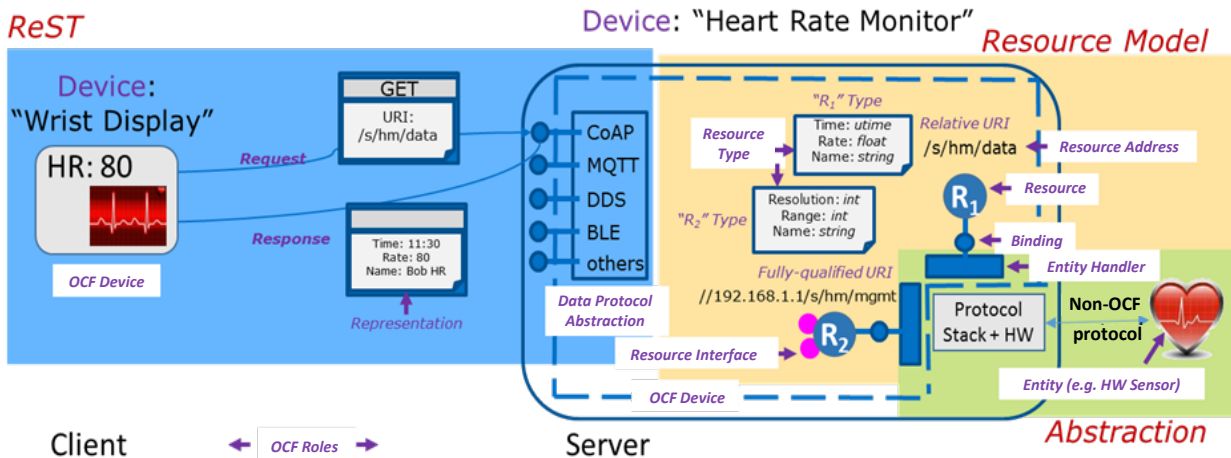 ReST
Device: “Heart Rate Monitor”
Resource Model
Device:
“Wrist Display”
HR: 80
OCF Device
Request
Response
GET
URI:
/s/hm/data
Time: 11:30
Rate: 80
Name: Bob HR
Representation
CoAP
MQTT
DDS
BLE
others
Data Protocol
Abstraction
“R1” Type
Resource
Type
Time: utime
Rate: float
Name: string
Relative URI
/s/hm/data
Resource Address
“R2” Type
Resolution: int
Range: int
Name: string
R1
Resource
Binding
Entity Handler
Fully-qualified URI
//192.168.1.1/s/hm/mgmt
R2
Resource Interface
OCF Device
Protocol
Stack + HW
Non-OCF
protocol
Entity (e.g. HW Sensor)
Abstraction
Client
OCF Roles
Server